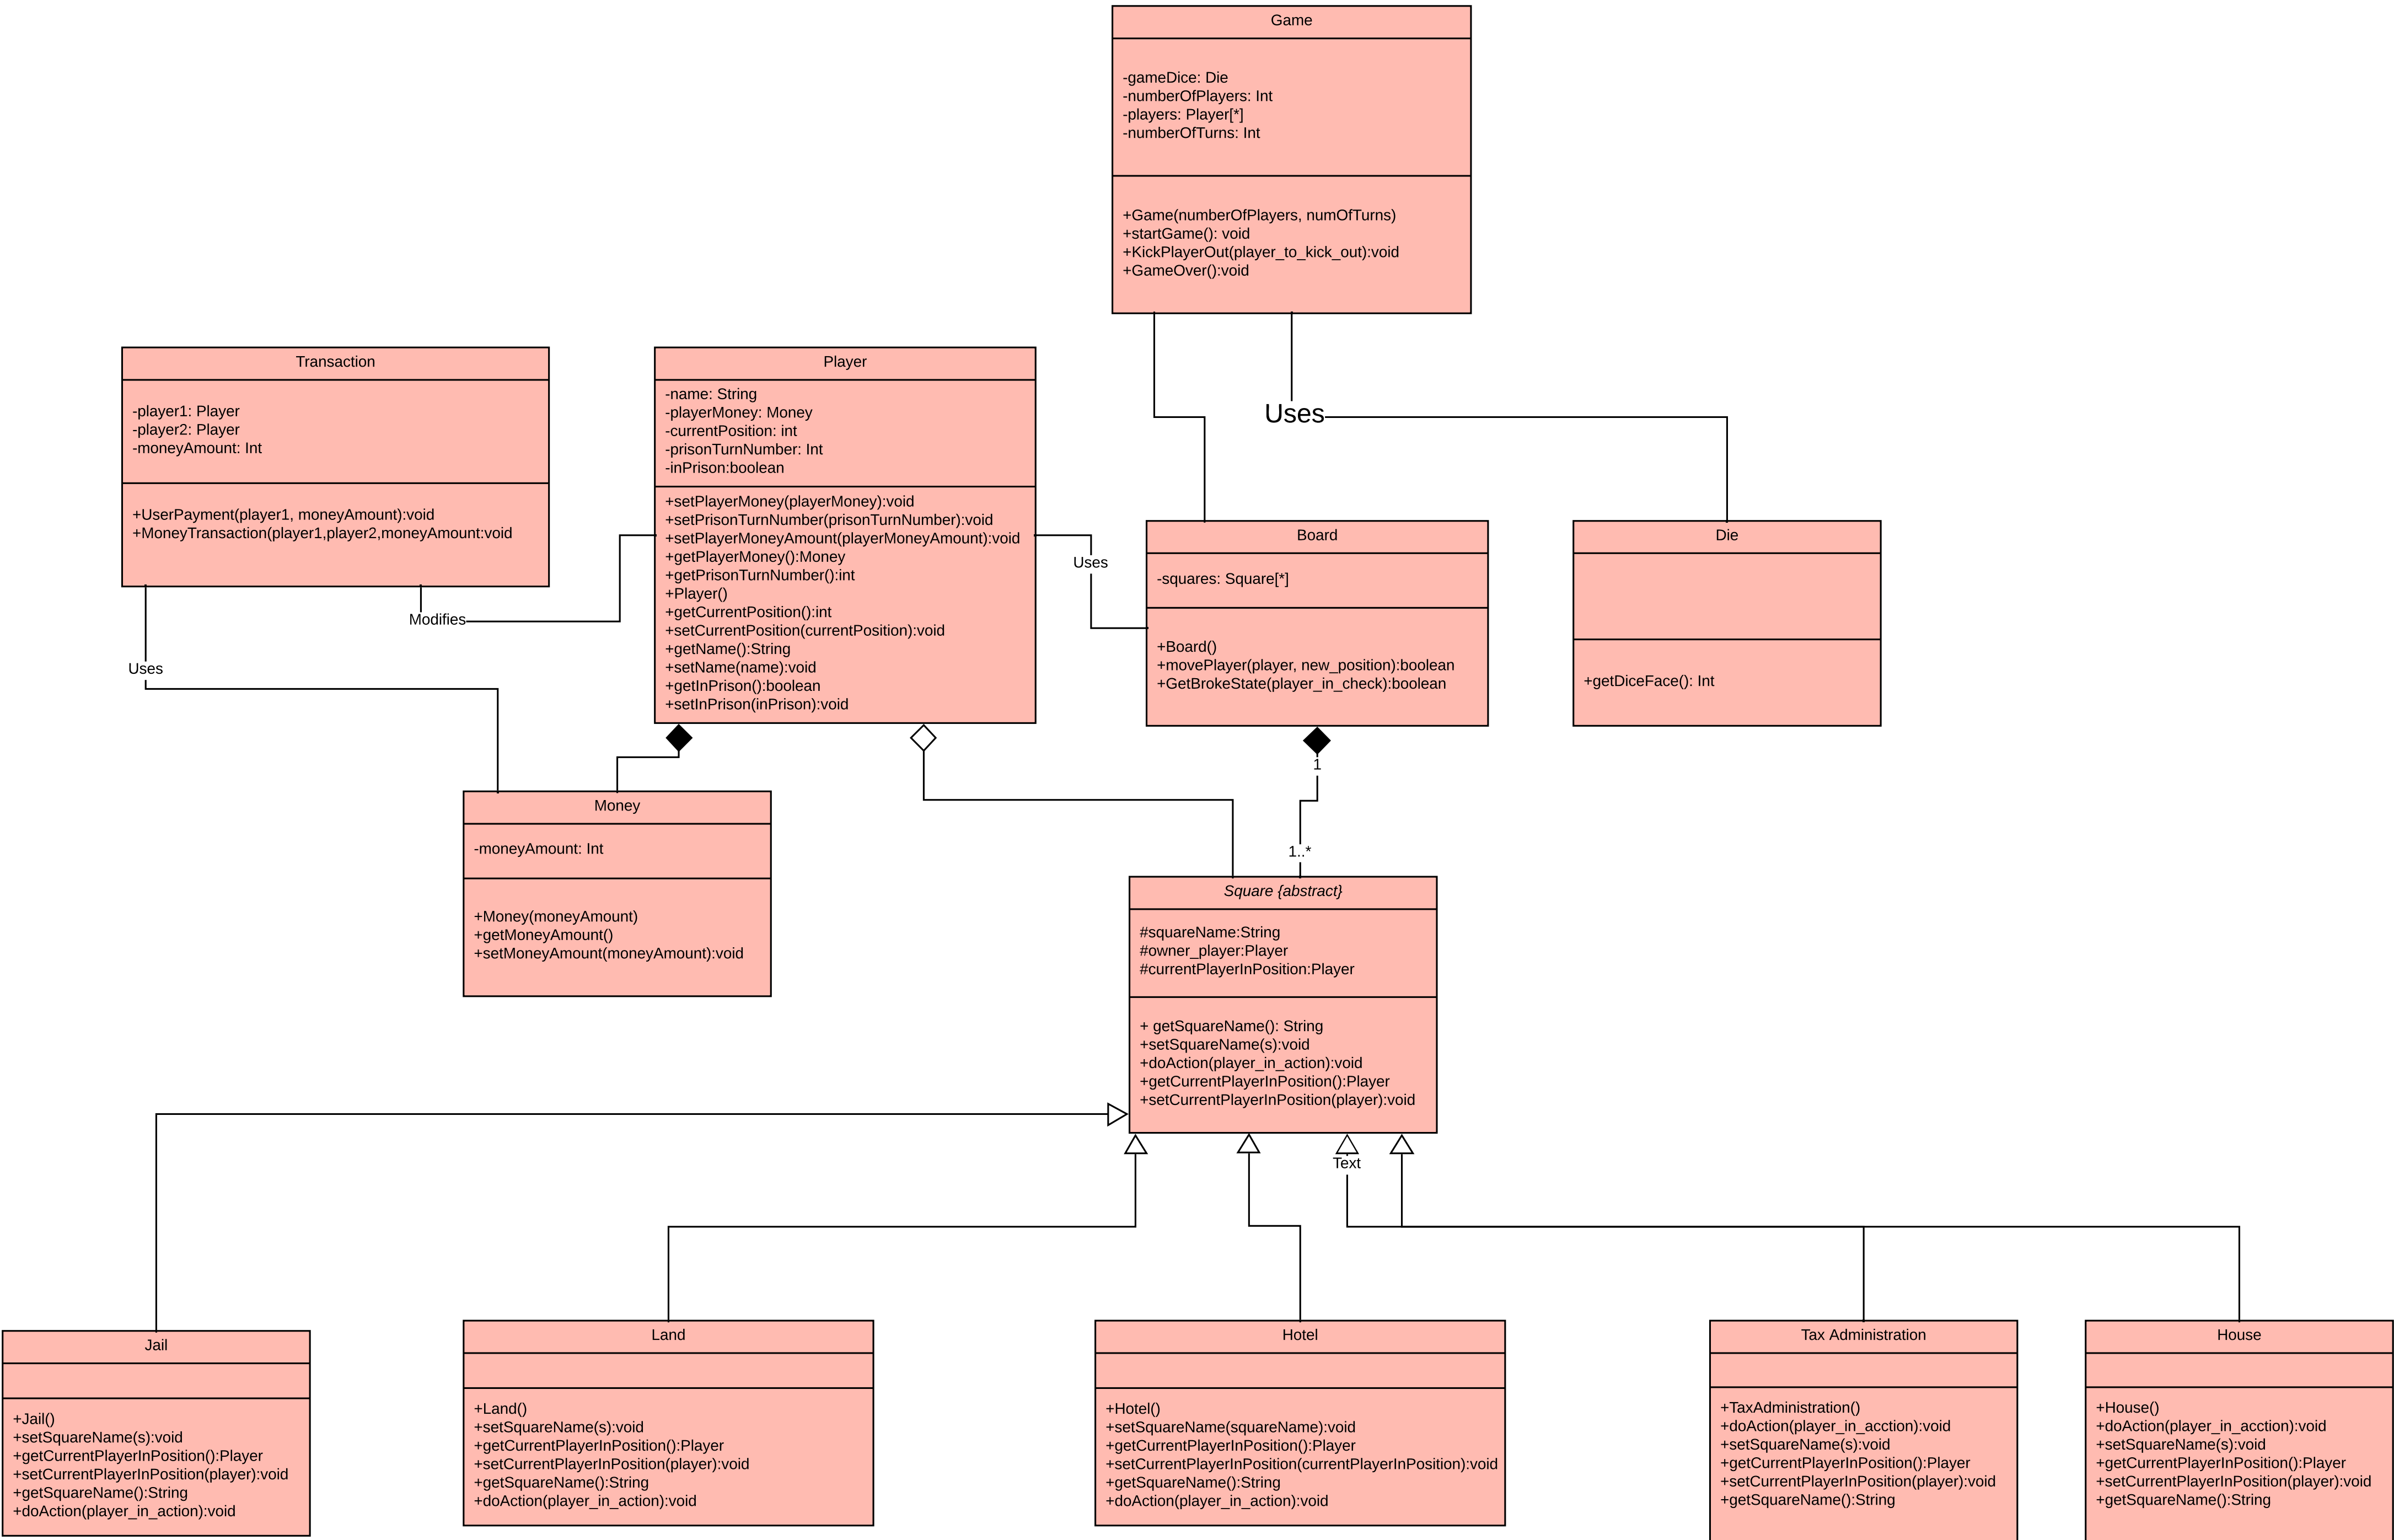 Game
-gameDice: Die
-numberOfPlayers: Int
-players: Player[*]
-numberOfTurns: Int
+Game(numberOfPlayers, numOfTurns)
+startGame(): void
+KickPlayerOut(player_to_kick_out):void
+GameOver():void
Transaction
-player1: Player
-player2: Player
-moneyAmount: Int
+UserPayment(player1, moneyAmount):void
+MoneyTransaction(player1,player2,moneyAmount:void
Player
-name: String
-playerMoney: Money
-currentPosition: int
-prisonTurnNumber: Int
-inPrison:boolean
+setPlayerMoney(playerMoney):void
+setPrisonTurnNumber(prisonTurnNumber):void
+setPlayerMoneyAmount(playerMoneyAmount):void
+getPlayerMoney():Money
+getPrisonTurnNumber():int
+Player()
+getCurrentPosition():int
+setCurrentPosition(currentPosition):void
+getName():String
+setName(name):void
+getInPrison():boolean
+setInPrison(inPrison):void
Uses
Board
-squares: Square[*]
+Board()
+movePlayer(player, new_position):boolean
+GetBrokeState(player_in_check):boolean
Die
+getDiceFace(): Int
Uses
Modifies
Uses
Money
-moneyAmount: Int
+Money(moneyAmount)
+getMoneyAmount()
+setMoneyAmount(moneyAmount):void
1
1..*
Square {abstract}
#squareName:String
#owner_player:Player
#currentPlayerInPosition:Player
+ getSquareName(): String
+setSquareName(s):void
+doAction(player_in_action):void
+getCurrentPlayerInPosition():Player
+setCurrentPlayerInPosition(player):void
Text
Jail
+Jail()
+setSquareName(s):void
+getCurrentPlayerInPosition():Player
+setCurrentPlayerInPosition(player):void
+getSquareName():String
+doAction(player_in_action):void
Land
+Land()
+setSquareName(s):void
+getCurrentPlayerInPosition():Player
+setCurrentPlayerInPosition(player):void
+getSquareName():String
+doAction(player_in_action):void
Hotel
+Hotel()
+setSquareName(squareName):void
+getCurrentPlayerInPosition():Player
+setCurrentPlayerInPosition(currentPlayerInPosition):void
+getSquareName():String
+doAction(player_in_action):void
Tax Administration
+TaxAdministration()
+doAction(player_in_acction):void
+setSquareName(s):void
+getCurrentPlayerInPosition():Player
+setCurrentPlayerInPosition(player):void
+getSquareName():String
House
+House()
+doAction(player_in_acction):void
+setSquareName(s):void
+getCurrentPlayerInPosition():Player
+setCurrentPlayerInPosition(player):void
+getSquareName():String